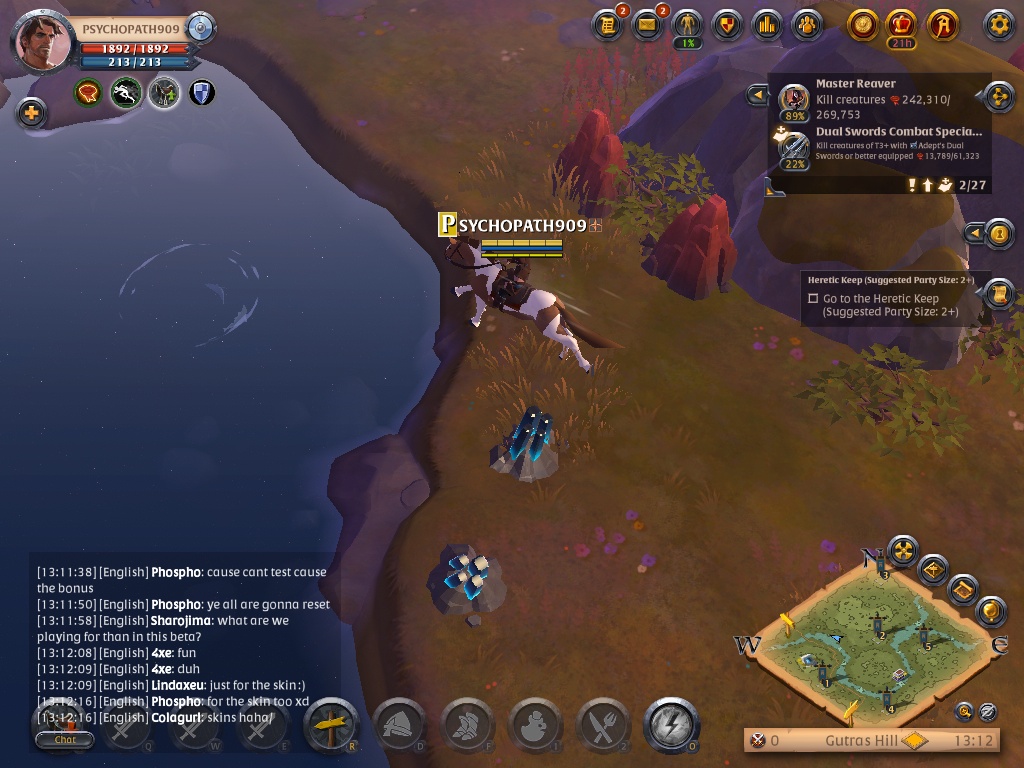 PSYCHOPATH909
1892 / 1892
213 / 213
2
2
1%
21h
Master Reaver
Kill creatures 242,310/
269,753
89%
Dual Swords Combat Specia...
Kill creatures of T3+ with Adept's Dual
Swords or better equipped 13,789/61,323
22%
2/27
PSYCHOPATH909
Heretic Keep (Suggested Party Size: 2+)
Go to the Heretic Keep
(Suggested Party Size: 2+)
[13:11:38] [English] Phospho: cause cant test cause
the bonus
[13:11:50] [English] Phospho: ye all are gonna reset
[13:11:58] [English] Sharojima: what are we
playing for than in this beta?
[13:12:08] [English] 4xe: fun
[13:12:09] [English] 4xe: duh
[13:12:09] [English] Lindaxeu: just for the skin:)
[13:12:16] [English] Phospho: for the skin too xd
[13:12:16] [English] Colagurl: skins haha/
Chat
Q
W
E
R
D
F
1
2
O
N
W
E
3
2
5
1
4
0
Gutras Hill
13:12